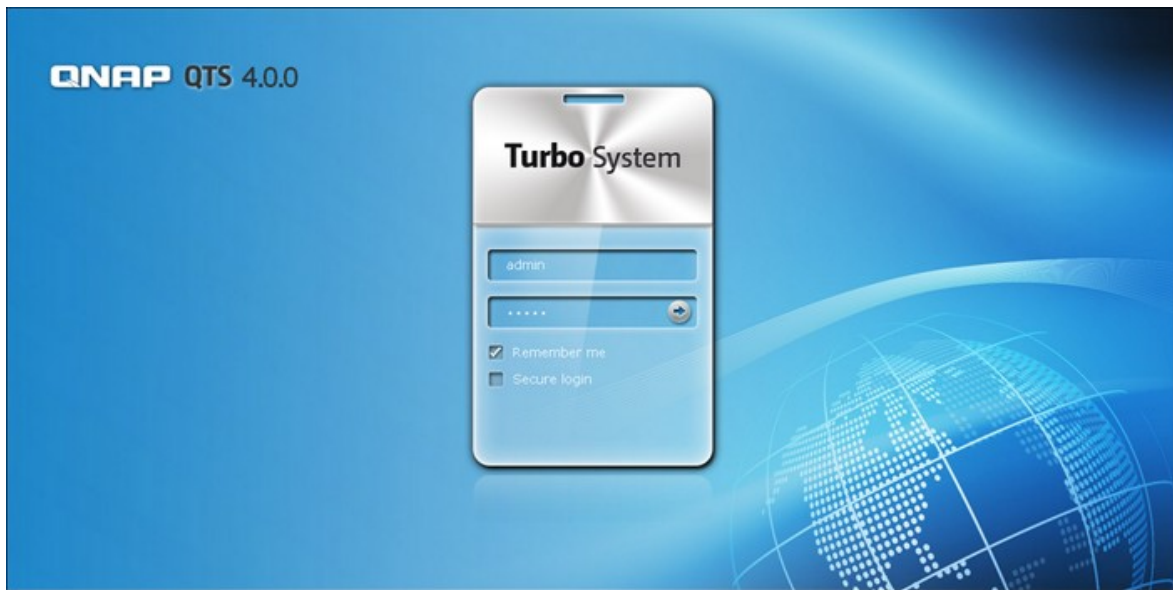 QNAP QTS 4.0.0
Turbo System
admin
•••••
Remember me
Secure login